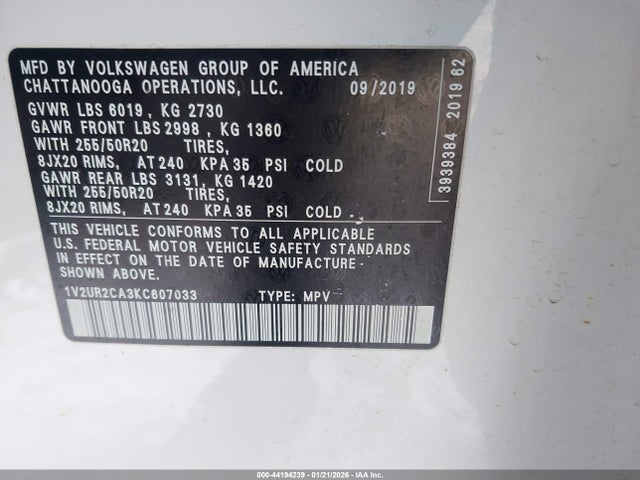 MFD BY VOLKSWAGEN GROUP OF AMERICA
CHATTANOOGA OPERATIONS, LLC. 09/2019
GVWR LBS 6019 , KG 2730
GAWR FRONT LBS 2998 , KG 1360
WITH 255/50R20 TIRES,
8JX20 RIMS, AT 240 KPA 35 PSI COLD
GAWR REAR LBS 3131, KG 1420
WITH 255/50R20 TIRES,
8JX20 RIMS, AT 240 KPA 35 PSI COLD .
THIS VEHICLE CONFORMS TO ALL APPLICABLE
U.S. FEDERAL MOTOR VEHICLE SAFETY STANDARDS
IN EFFECT ON THE DATE OF MANUFACTURE
SHOWN ABOVE.
1V2UR2CA3KC607033 TYPE: MPV
3939384 2019 62
000-44194239 - 01/21/2026 - IAA Inc.